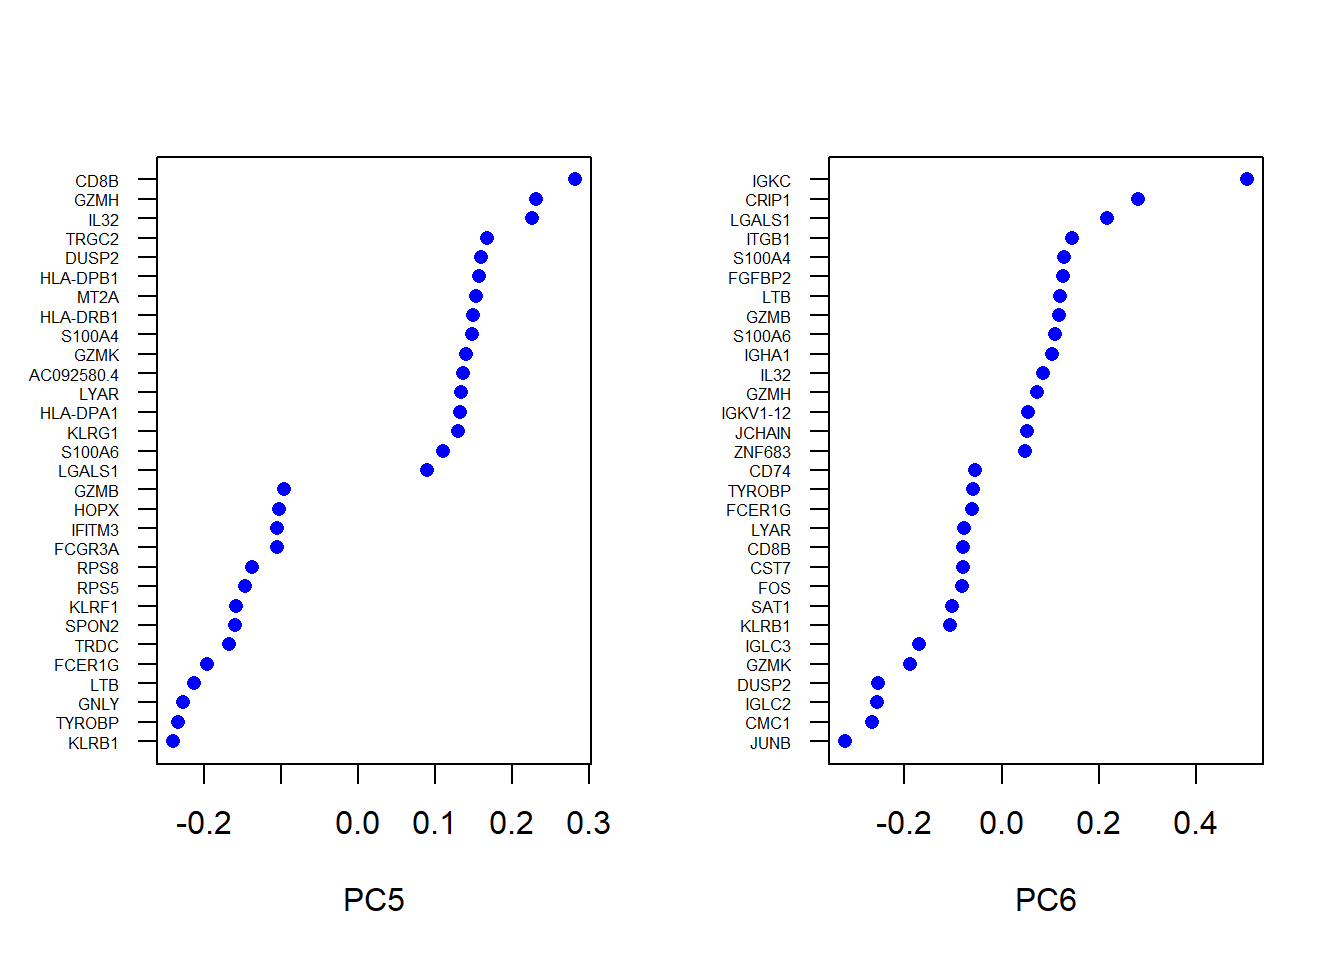 CD8B
GZMH
IL32
TRGC2
DUSP2
HLA-DPB1
MT2A
HLA-DRB1
S100A4
GZMK
AC092580.4
LYAR
HLA-DPA1
KLRG1
S100A6
LGALS1
GZMB
HOPX
IFITM3
FCGR3A
RPS8
RPS5
KLRF1
SPON2
TRDC
FCER1G
LTB
GNLY
TYROBP
KLRB1
-0.2 0.0 0.1 0.2 0.3
PC5
IGKC
CRIP1
LGALS1
ITGB1
S100A4
FGFBP2
LTB
GZMB
S100A6
IGHA1
IL32
GZMH
IGKV1-12
JCHAIN
ZNF683
CD74
TYROBP
FCER1G
LYAR
CD8B
CST7
FOS
SAT1
KLRB1
IGLC3
GZMK
DUSP2
IGLC2
CMC1
JUNB
-0.2 0.0 0.2 0.4
PC6